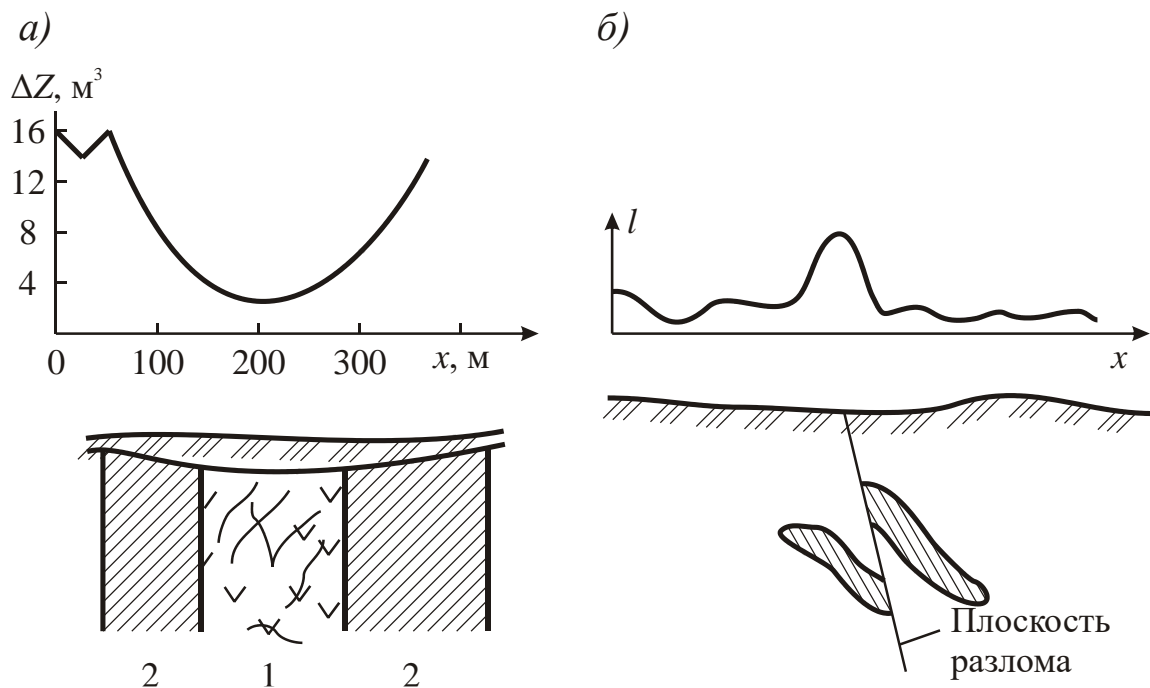 а)
ΔZ, м³
16
12
8
4
0 100 200 300 x, м
2 1 2
б)
l
x
Плоскость
разлома